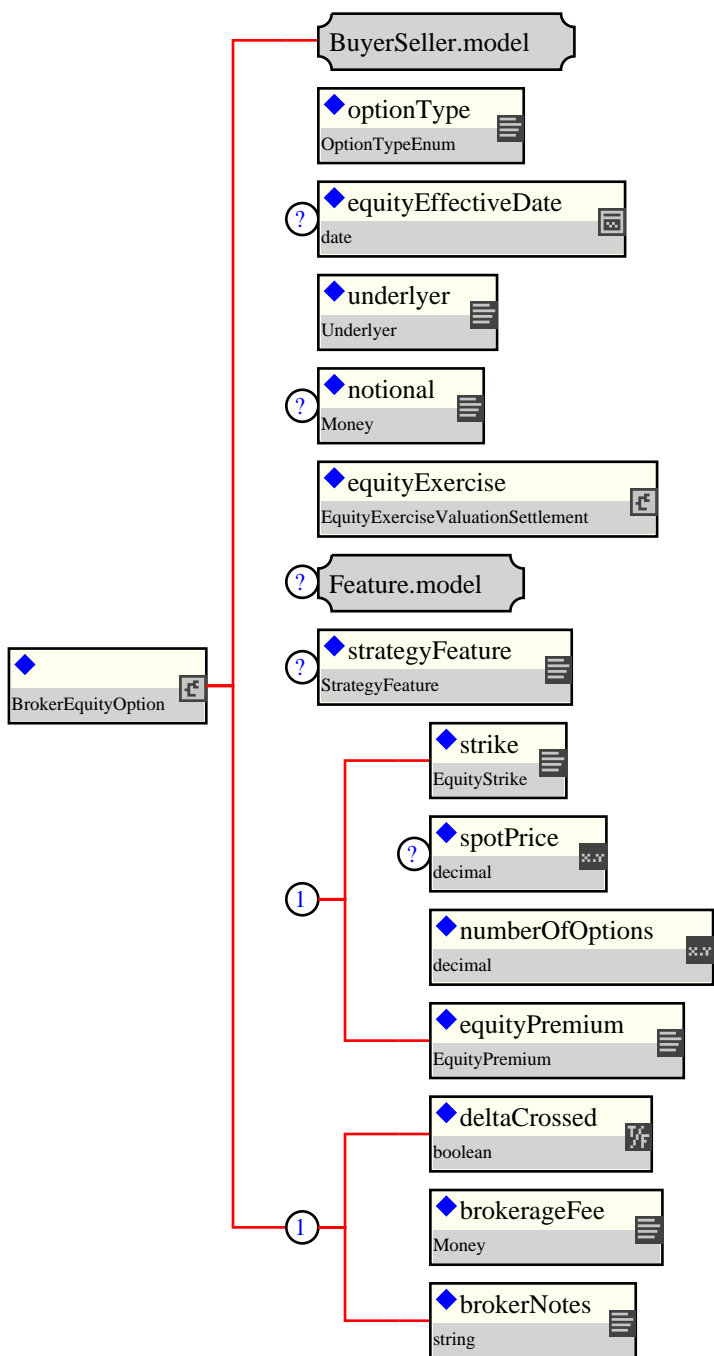 BuyerSeller.model
optionType
OptionTypeEnum
? equityEffectiveDate
date
underlyer
Underlyer
? notional
Money
equityExercise
EquityExerciseValuationSettlement
? Feature.model
? strategyFeature
StrategyFeature
BrokerEquityOption
strike
EquityStrike
? spotPrice
x.Y
decimal
1
numberOfOptions
x.Y
decimal
equityPremium
EquityPremium
deltaCrossed
T/F
boolean
1
brokerageFee
Money
brokerNotes
string